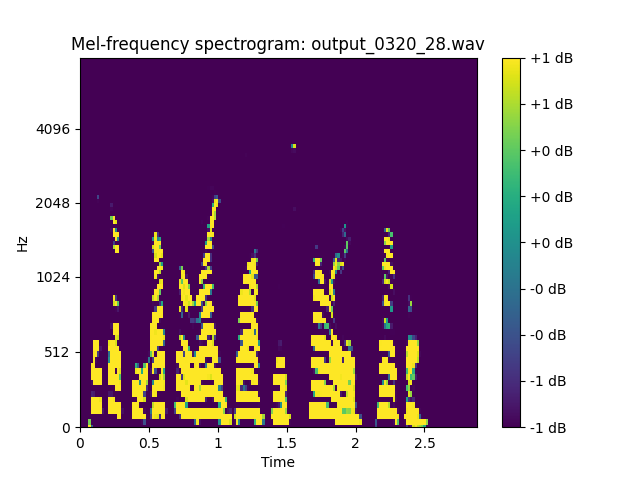 Mel-frequency spectrogram: output_0320_28.wav
Hz
4096
2048
1024
512
0
0 0.5 1 1.5 2 2.5
Time
+1 dB
+1 dB
+0 dB
+0 dB
+0 dB
-0 dB
-0 dB
-1 dB
-1 dB